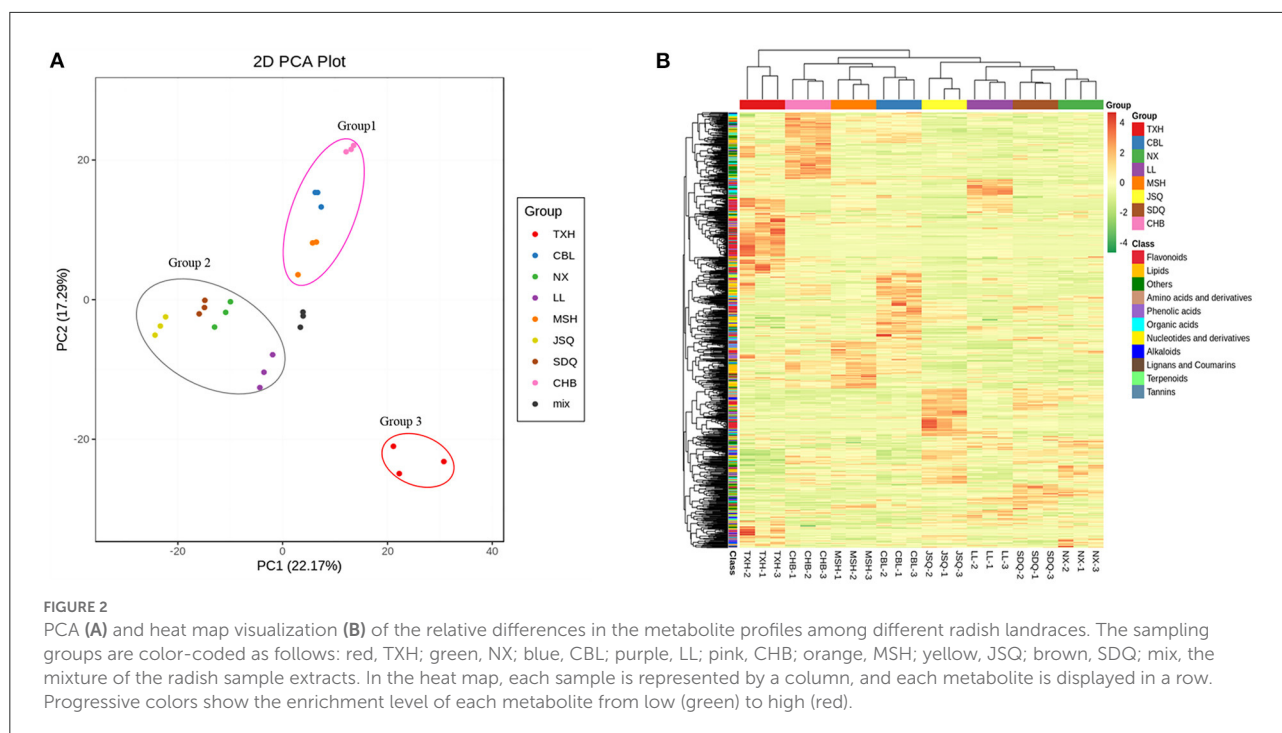 A
2D PCA Plot
Group1
Group 2
Group 3
20
0
-20
PC2 (17.29%)
-20
0
20
40
PC1 (22.17%)
Group
TXH
CBL
NX
LL
MSH
JSQ
SDQ
CHB
mix
B
Group
4
2
0
-2
-4
Group
TXH
CBL
NX
LL
MSH
JSQ
SDQ
CHB
Class
Flavonoids
Lipids
Others
Amino acids and derivatives
Phenolic acids
Organic acids
Nucleotides and derivatives
Alkaloids
Lignans and Coumarins
Terpenoids
Tannins
Class
TXH-2
TXH-1
TXH-3
CHB-1
CHB-2
CHB-3
MSH-1
MSH-2
MSH-3
CBL-2
CBL-1
CBL-3
JSQ-2
JSQ-1
JSQ-3
LL-2
LL-1
LL-3
SDQ-2
SDQ-1
SDQ-3
NX-2
NX-1
NX-3
FIGURE 2
PCA (A) and heat map visualization (B) of the relative differences in the metabolite profiles among different radish landraces. The sampling
groups are color-coded as follows: red, TXH; green, NX; blue, CBL; purple, LL; pink, CHB; orange, MSH; yellow, JSQ; brown, SDQ; mix, the
mixture of the radish sample extracts. In the heat map, each sample is represented by a column, and each metabolite is displayed in a row.
Progressive colors show the enrichment level of each metabolite from low (green) to high (red).